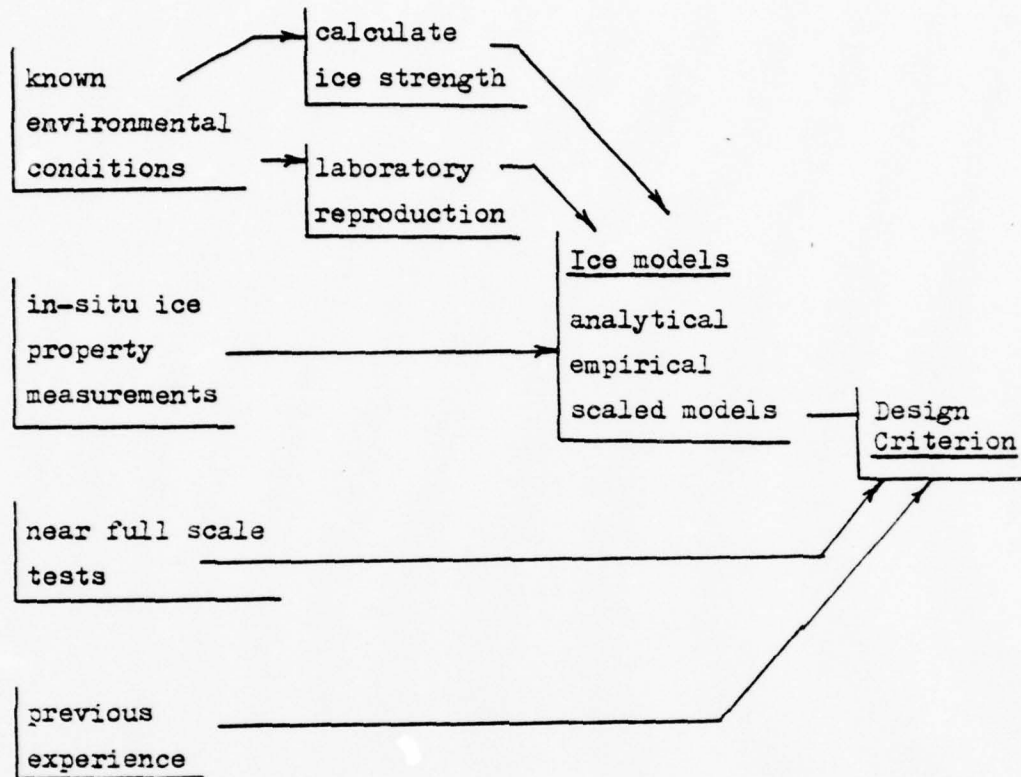 known
environmental
conditions
calculate
ice strength
laboratory
reproduction
in-situ ice
property
measurements
Ice models
analytical
empirical
scaled models
Design
Criterion
near full scale
tests
previous
experience